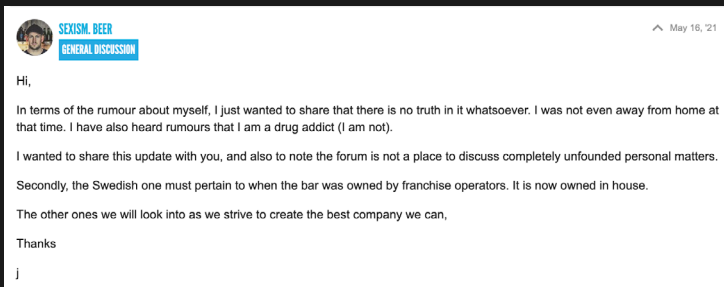 SEXISM. BEER
May 16, '21
GENERAL DISCUSSION
Hi,
In terms of the rumour about myself, I just wanted to share that there is no truth in it whatsoever. I was not even away from home at
that time. I have also heard rumours that I am a drug addict (I am not).
I wanted to share this update with you, and also to note the forum is not a place to discuss completely unfounded personal matters.
Secondly, the Swedish one must pertain to when the bar was owned by franchise operators. It is now owned in house.
The other ones we will look into as we strive to create the best company we can,
Thanks
j